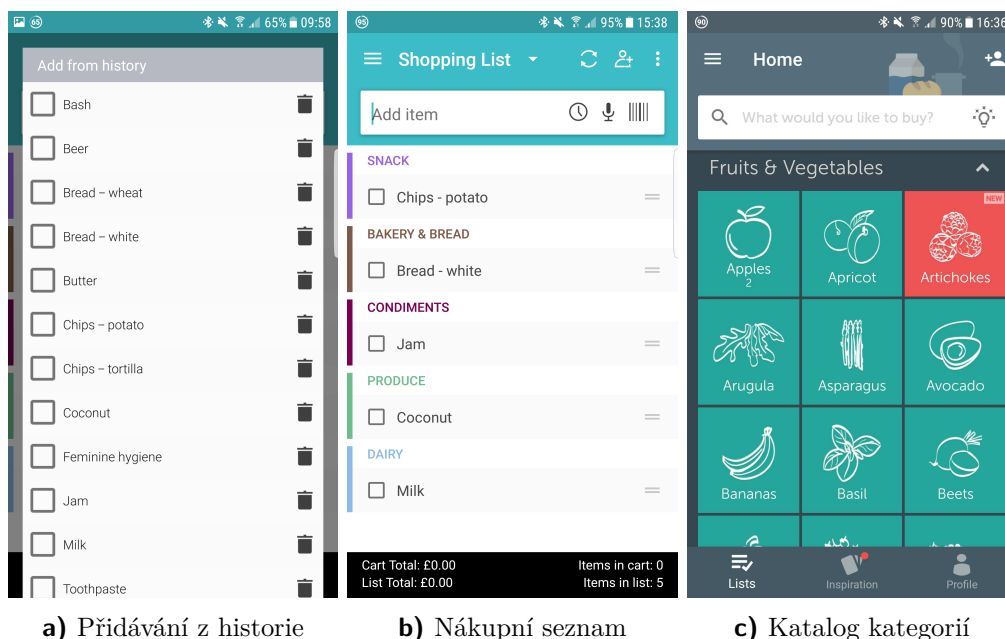 65
65% 09:58
Add from history
Bash
Beer
Bread – wheat
Bread – white
Butter
Chips – potato
Chips – tortilla
Coconut
Feminine hygiene
Jam
Milk
Toothpaste
a) Přidávání z historie
95
95% 15:38
Shopping List
Add item
SNACK
Chips - potato
BAKERY & BREAD
Bread - white
CONDIMENTS
Jam
PRODUCE
Coconut
DAIRY
Milk
Cart Total: £0.00 Items in cart: 0
List Total: £0.00 Items in list: 5
b) Nákupní seznam
90
90% 16:36
Home
What would you like to buy?
Fruits & Vegetables
NEW
Apples Apricot Artichokes
2
Arugula Asparagus Avocado
Bananas Basil Beets
Lists Inspiration Profile
c) Katalog kategorií